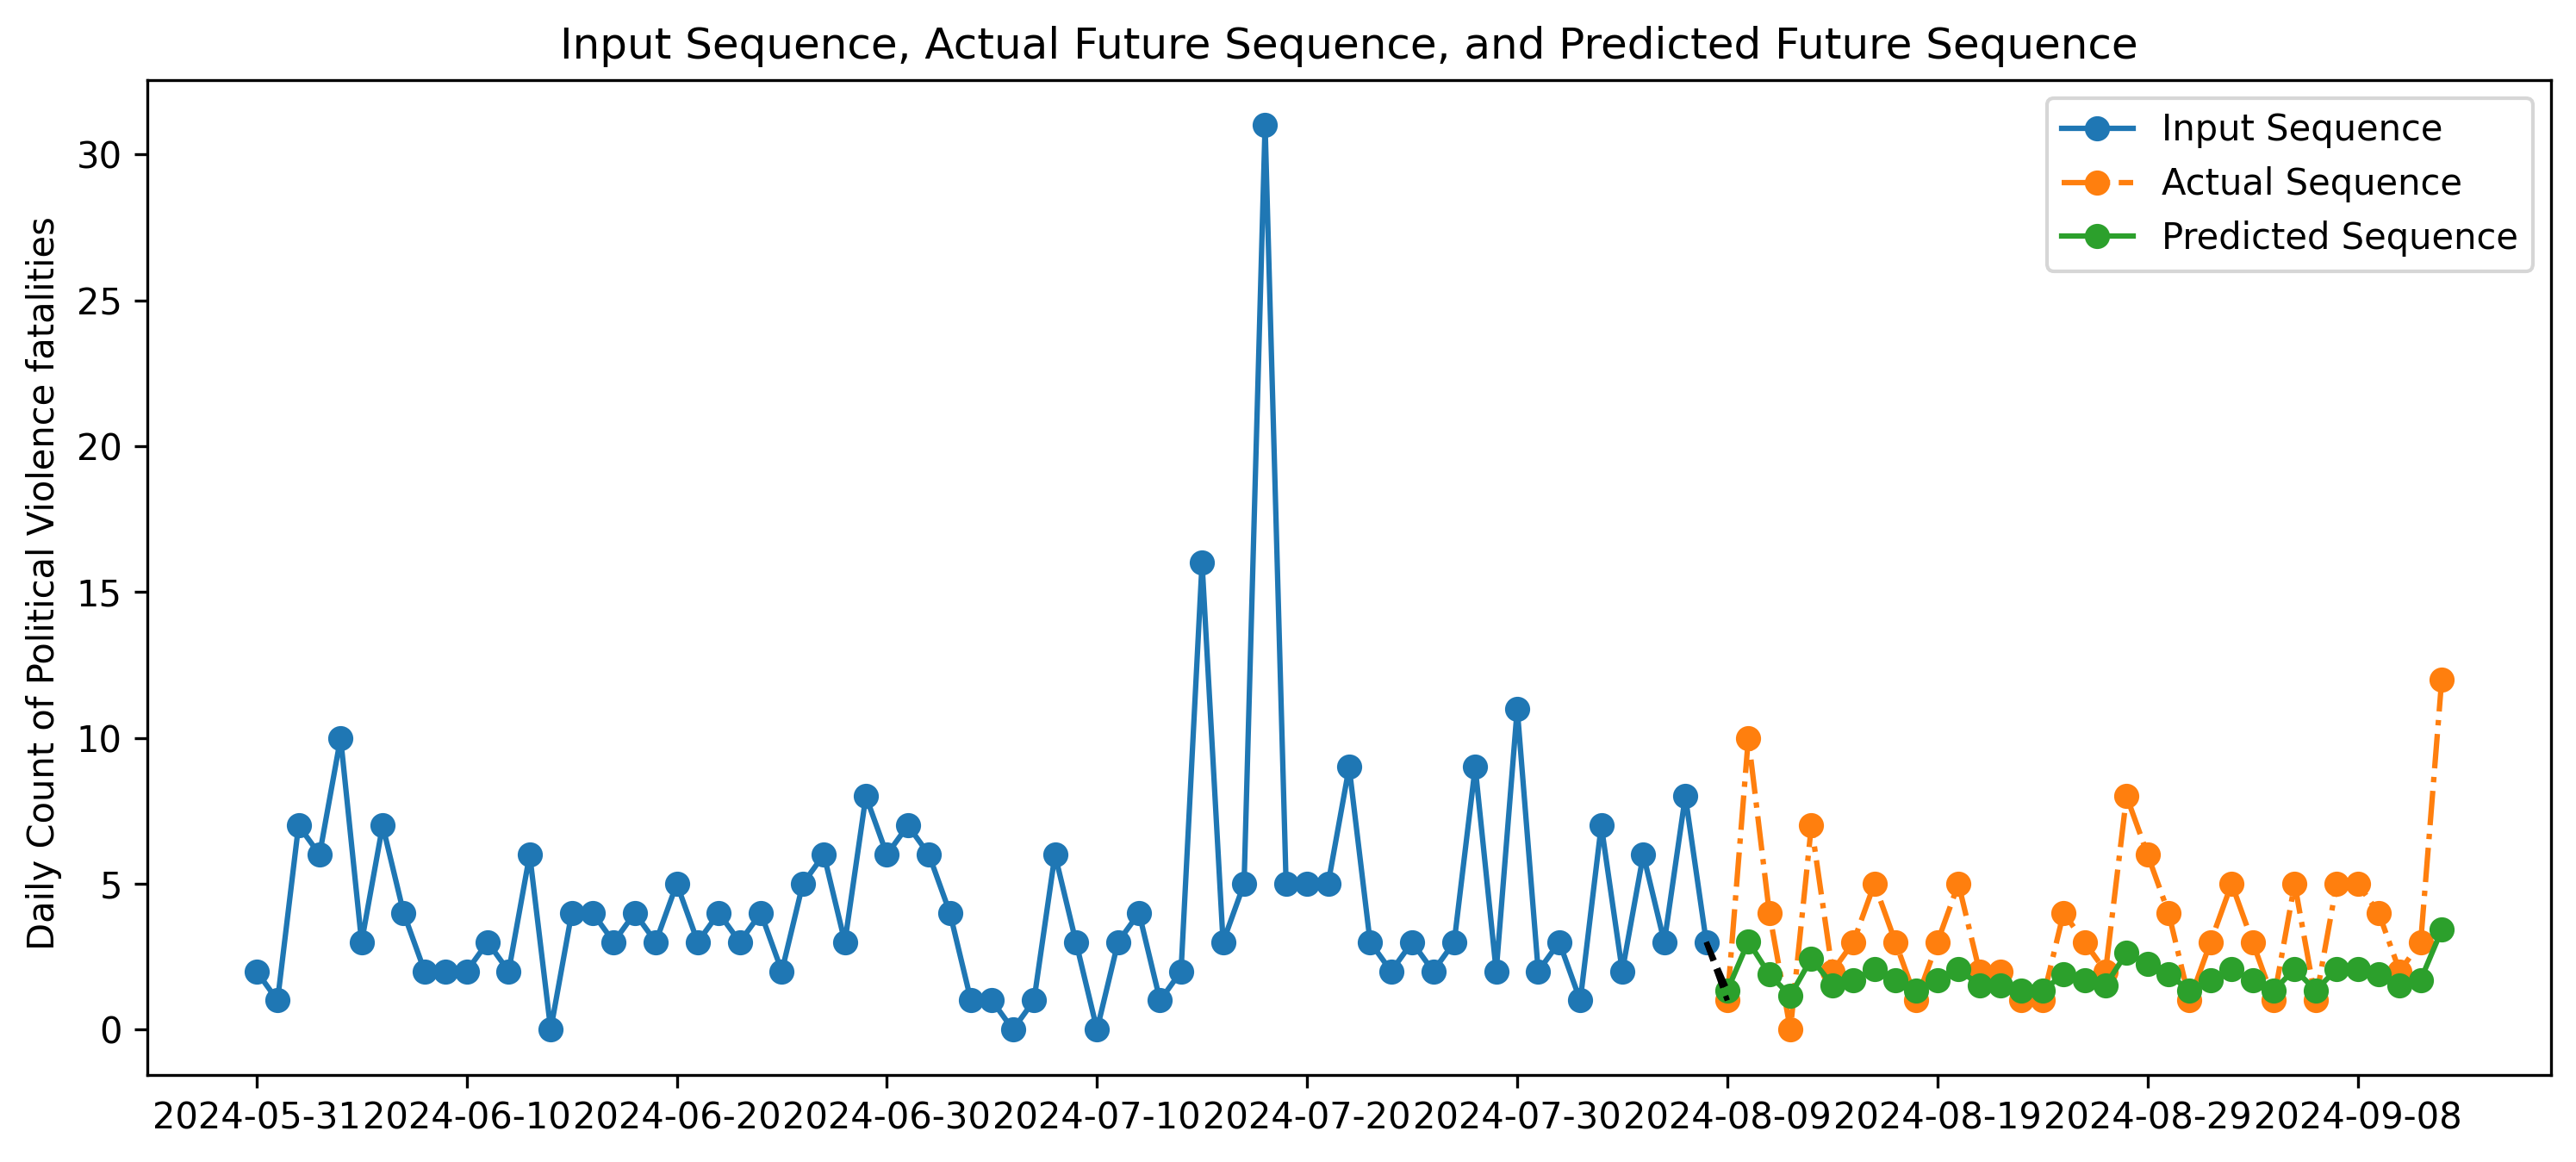 Input Sequence, Actual Future Sequence, and Predicted Future Sequence
Daily Count of Political Violence fatalities
30
25
20
15
10
5
0
Input Sequence
Actual Sequence
Predicted Sequence
2024-05-31 2024-06-10 2024-06-20 2024-06-30 2024-07-10 2024-07-20 2024-07-30 2024-08-09 2024-08-19 2024-08-29 2024-09-08